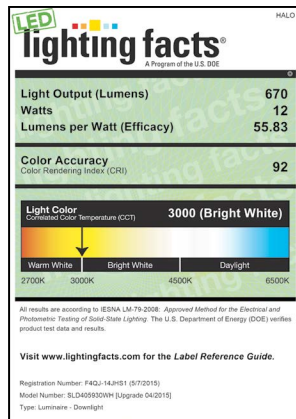 HALO
LED
lighting facts®
A Program of the U.S. DOE
Light Output (Lumens) 670
Watts 12
Lumens per Watt (Efficacy) 55.83
Color Accuracy
Color Rendering Index (CRI) 92
Light Color
Correlated Color Temperature (CCT) 3000 (Bright White)
Warm White Bright White Daylight
2700K 3000K 4500K 6500K
All results are according to IESNA LM-79-2008: Approved Method for the Electrical and
Photometric Testing of Solid-State Lighting. The U.S. Department of Energy (DOE) verifies
product test data and results.
Visit www.lightingfacts.com for the Label Reference Guide.
Registration Number: F4QJ-14JHS1 (5/7/2015)
Model Number: SLD405930WH [Upgrade 04/2015]
Type: Luminaire - Downlight